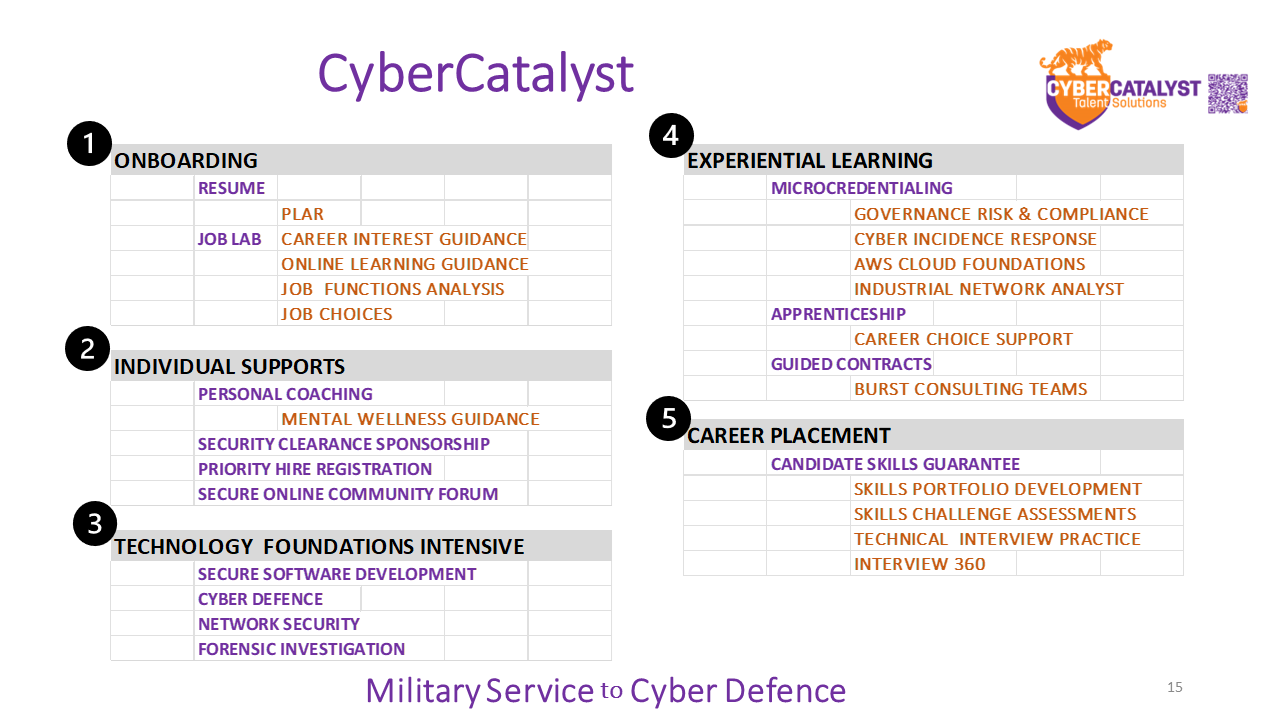 CyberCatalyst
CYBERCATALYST
Talent Solutions
1
ONBOARDING
RESUME
PLAR
JOB LAB CAREER INTEREST GUIDANCE
ONLINE LEARNING GUIDANCE
JOB FUNCTIONS ANALYSIS
JOB CHOICES
2
INDIVIDUAL SUPPORTS
PERSONAL COACHING
MENTAL WELLNESS GUIDANCE
SECURITY CLEARANCE SPONSORSHIP
PRIORITY HIRE REGISTRATION
SECURE ONLINE COMMUNITY FORUM
3
TECHNOLOGY FOUNDATIONS INTENSIVE
SECURE SOFTWARE DEVELOPMENT
CYBER DEFENCE
NETWORK SECURITY
FORENSIC INVESTIGATION
4
EXPERIENTIAL LEARNING
MICROCREDENTIALING
GOVERNANCE RISK & COMPLIANCE
CYBER INCIDENCE RESPONSE
AWS CLOUD FOUNDATIONS
INDUSTRIAL NETWORK ANALYST
APPRENTICESHIP
CAREER CHOICE SUPPORT
GUIDED CONTRACTS
BURST CONSULTING TEAMS
5
CAREER PLACEMENT
CANDIDATE SKILLS GUARANTEE
SKILLS PORTFOLIO DEVELOPMENT
SKILLS CHALLENGE ASSESSMENTS
TECHNICAL INTERVIEW PRACTICE
INTERVIEW 360
Military Service to Cyber Defence
15